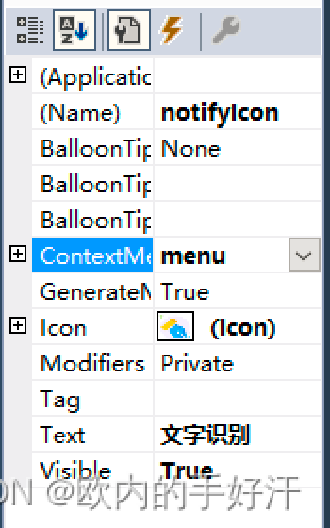 (Applicatic
(Name) notifyIcon
BalloonTip None
BalloonTip
BalloonTip
ContextMe menu
GenerateM True
Icon (Icon)
Modifiers Private
Tag
Text 文字识别
Visible True
DN @欧内的手好汗